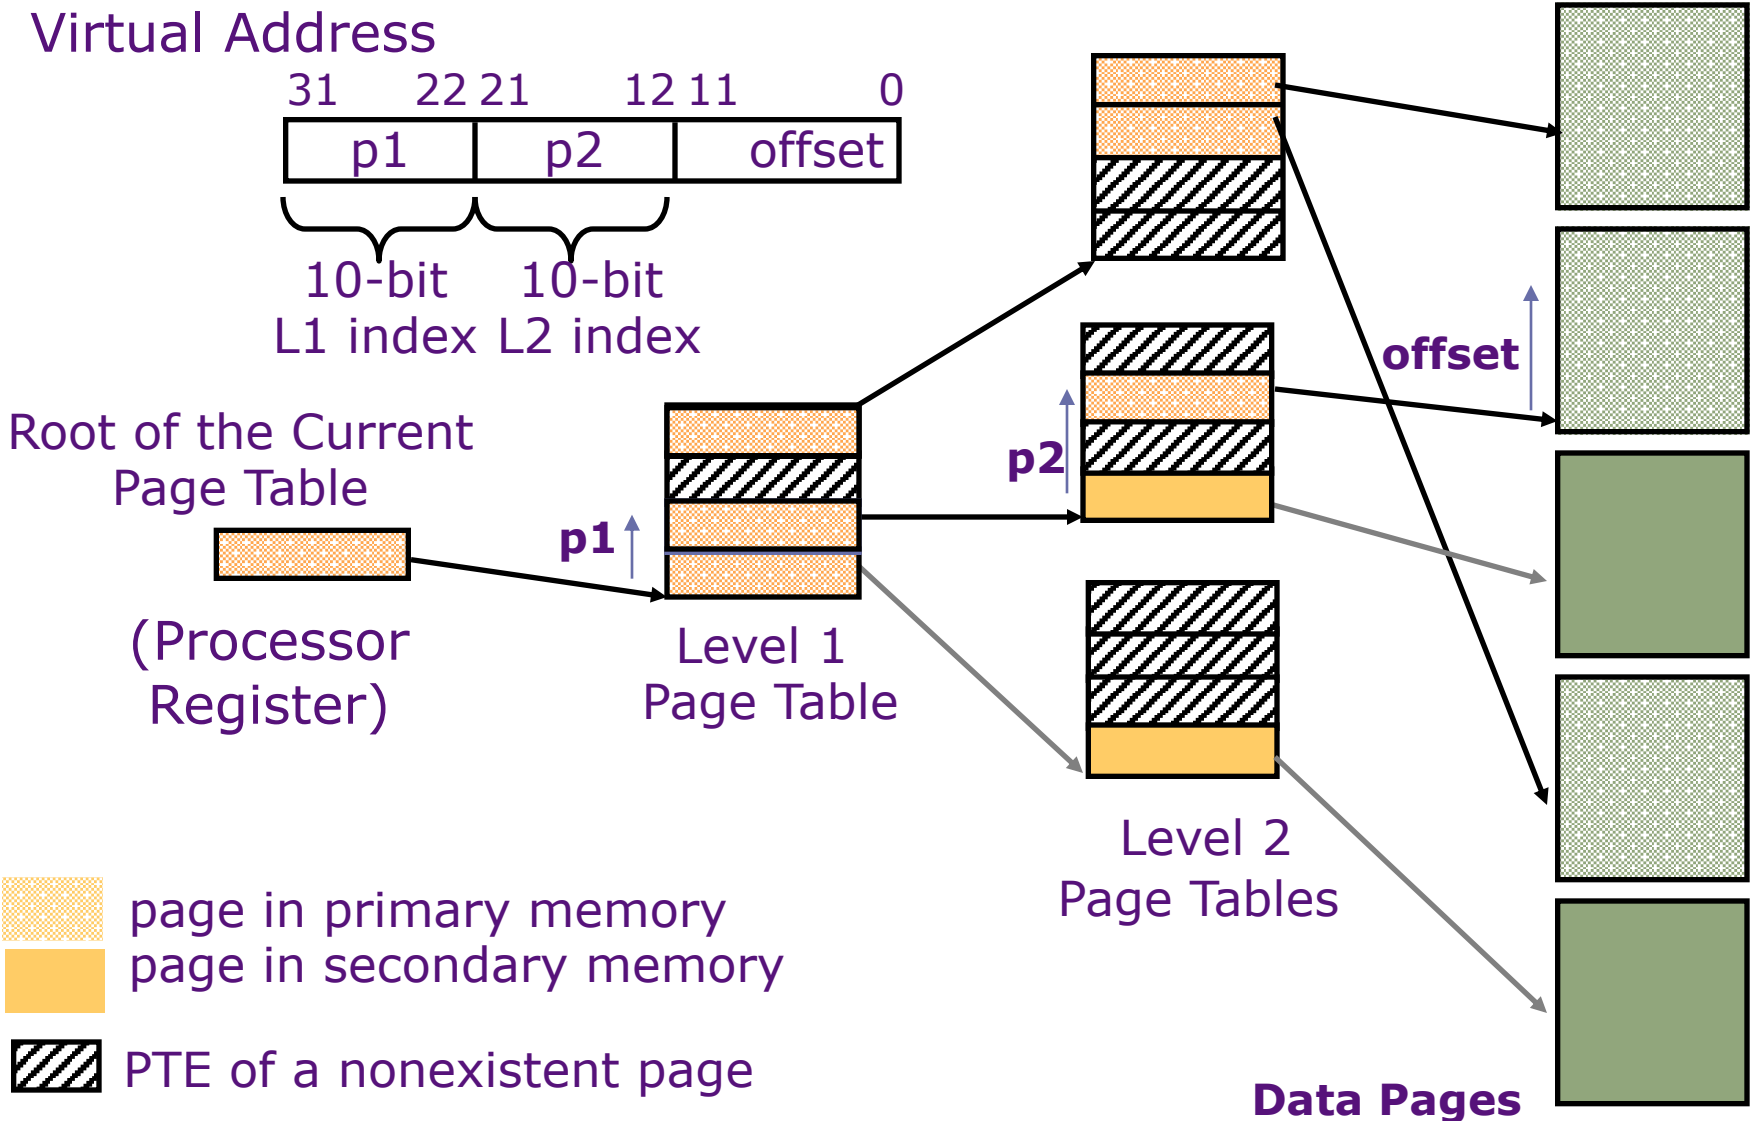 Virtual Address
31 22 21 12 11 0
p1 p2 offset
10-bit 10-bit
L1 index L2 index
Root of the Current
Page Table
(Processor
Register)
p1
Level 1
Page Table
p2
offset
Level 2
Page Tables
page in primary memory
page in secondary memory
PTE of a nonexistent page
Data Pages